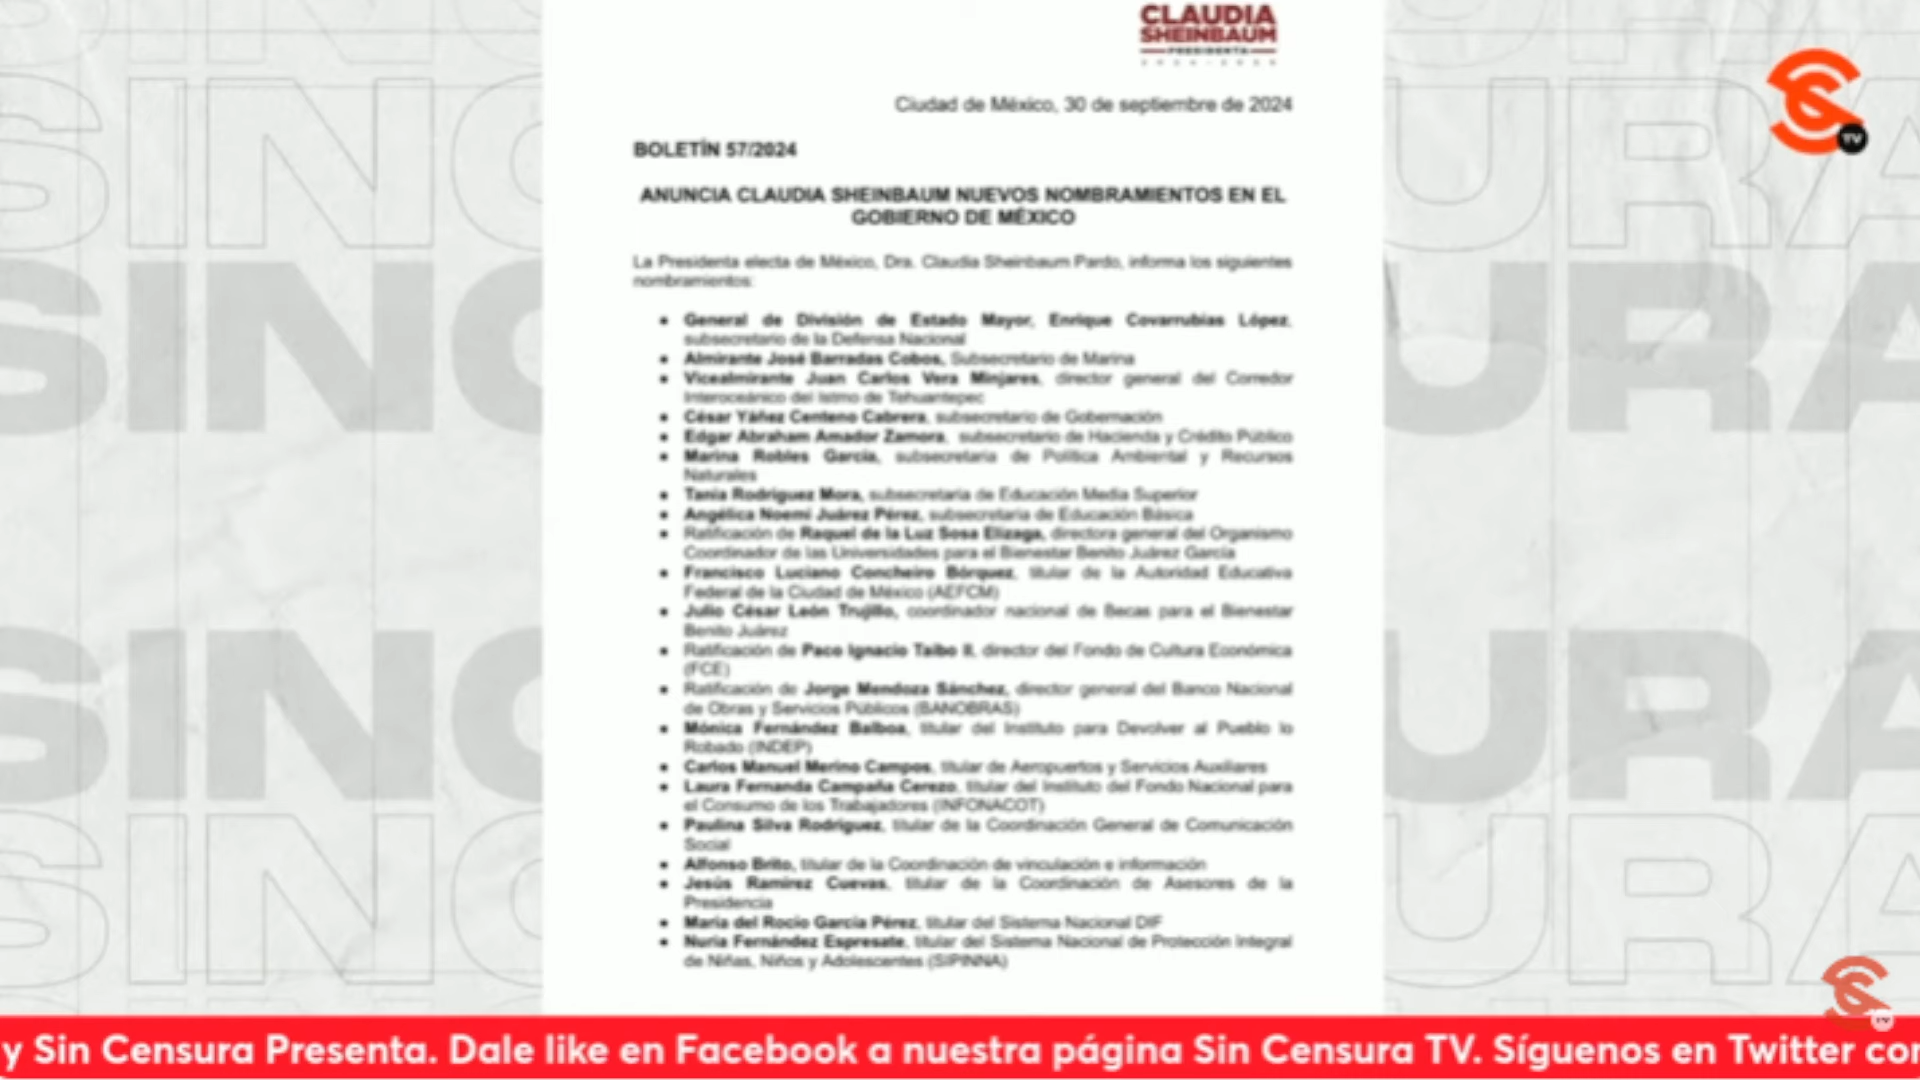 CLAUDIA
SHEINBAUM
PRESIDENTA
Ciudad de México, 30 de septiembre de 2024
TV
BOLETÍN 57/2024
ANUNCIA CLAUDIA SHEINBAUM NUEVOS NOMBRAMIENTOS EN EL
GOBIERNO DE MÉXICO
La Presidenta electa de México, Dra. Claudia Sheinbaum Pardo, informa los siguientes
nombramientos:
• General de División de Estado Mayor, Enrique Covarrubias López,
subsecretario de la Defensa Nacional
• Almirante José Barradas Cobos, Subsecretario de Marina
• Vicealmirante Juan Carlos Vera Minjares, director general del Corredor
Interoceánico del Istmo de Tehuantepec
• César Yáñez Centeno Cabrera, subsecretario de Gobernación
• Edgar Abraham Amador Zamora, subsecretario de Hacienda y Crédito Público
• Marina Robles García, subsecretaria de Política Ambiental y Recursos
Naturales
• Tania Rodríguez Mora, subsecretaria de Educación Media Superior
• Angélica Noemí Juárez Pérez, subsecretaria de Educación Básica
• Ratificación de Raquel de la Luz Sosa Elízaga, directora general del Organismo
Coordinador de las Universidades para el Bienestar Benito Juárez García
• Francisco Luciano Concheiro Bórquez, titular de la Autoridad Educativa
Federal de la Ciudad de México (AEFCM)
• Julio César León Trujillo, coordinador nacional de Becas para el Bienestar
Benito Juárez
• Ratificación de Paco Ignacio Taibo II, director del Fondo de Cultura Económica
(FCE)
• Ratificación de Jorge Mendoza Sánchez, director general del Banco Nacional
de Obras y Servicios Públicos (BANOBRAS)
• Mónica Fernández Balboa, titular del Instituto para Devolver al Pueblo lo
Robado (INDEP)
• Carlos Manuel Merino Campos, titular de Aeropuertos y Servicios Auxiliares
• Laura Fernanda Campaña Cerezo, titular del Instituto del Fondo Nacional para
el Consumo de los Trabajadores (INFONACOT)
• Paulina Silva Rodríguez, titular de la Coordinación General de Comunicación
Social
• Alfonso Brito, titular de la Coordinación de vinculación e información
• Jesús Ramírez Cuevas, titular de la Coordinación de Asesores de la
Presidencia
• María del Rocío García Pérez, titular del Sistema Nacional DIF
• Nuria Fernández Espresate, titular del Sistema Nacional de Protección Integral
de Niñas, Niños y Adolescentes (SIPINNA)
TV
y Sin Censura Presenta. Dale like en Facebook a nuestra página Sin Censura TV. Síguenos en Twitter con